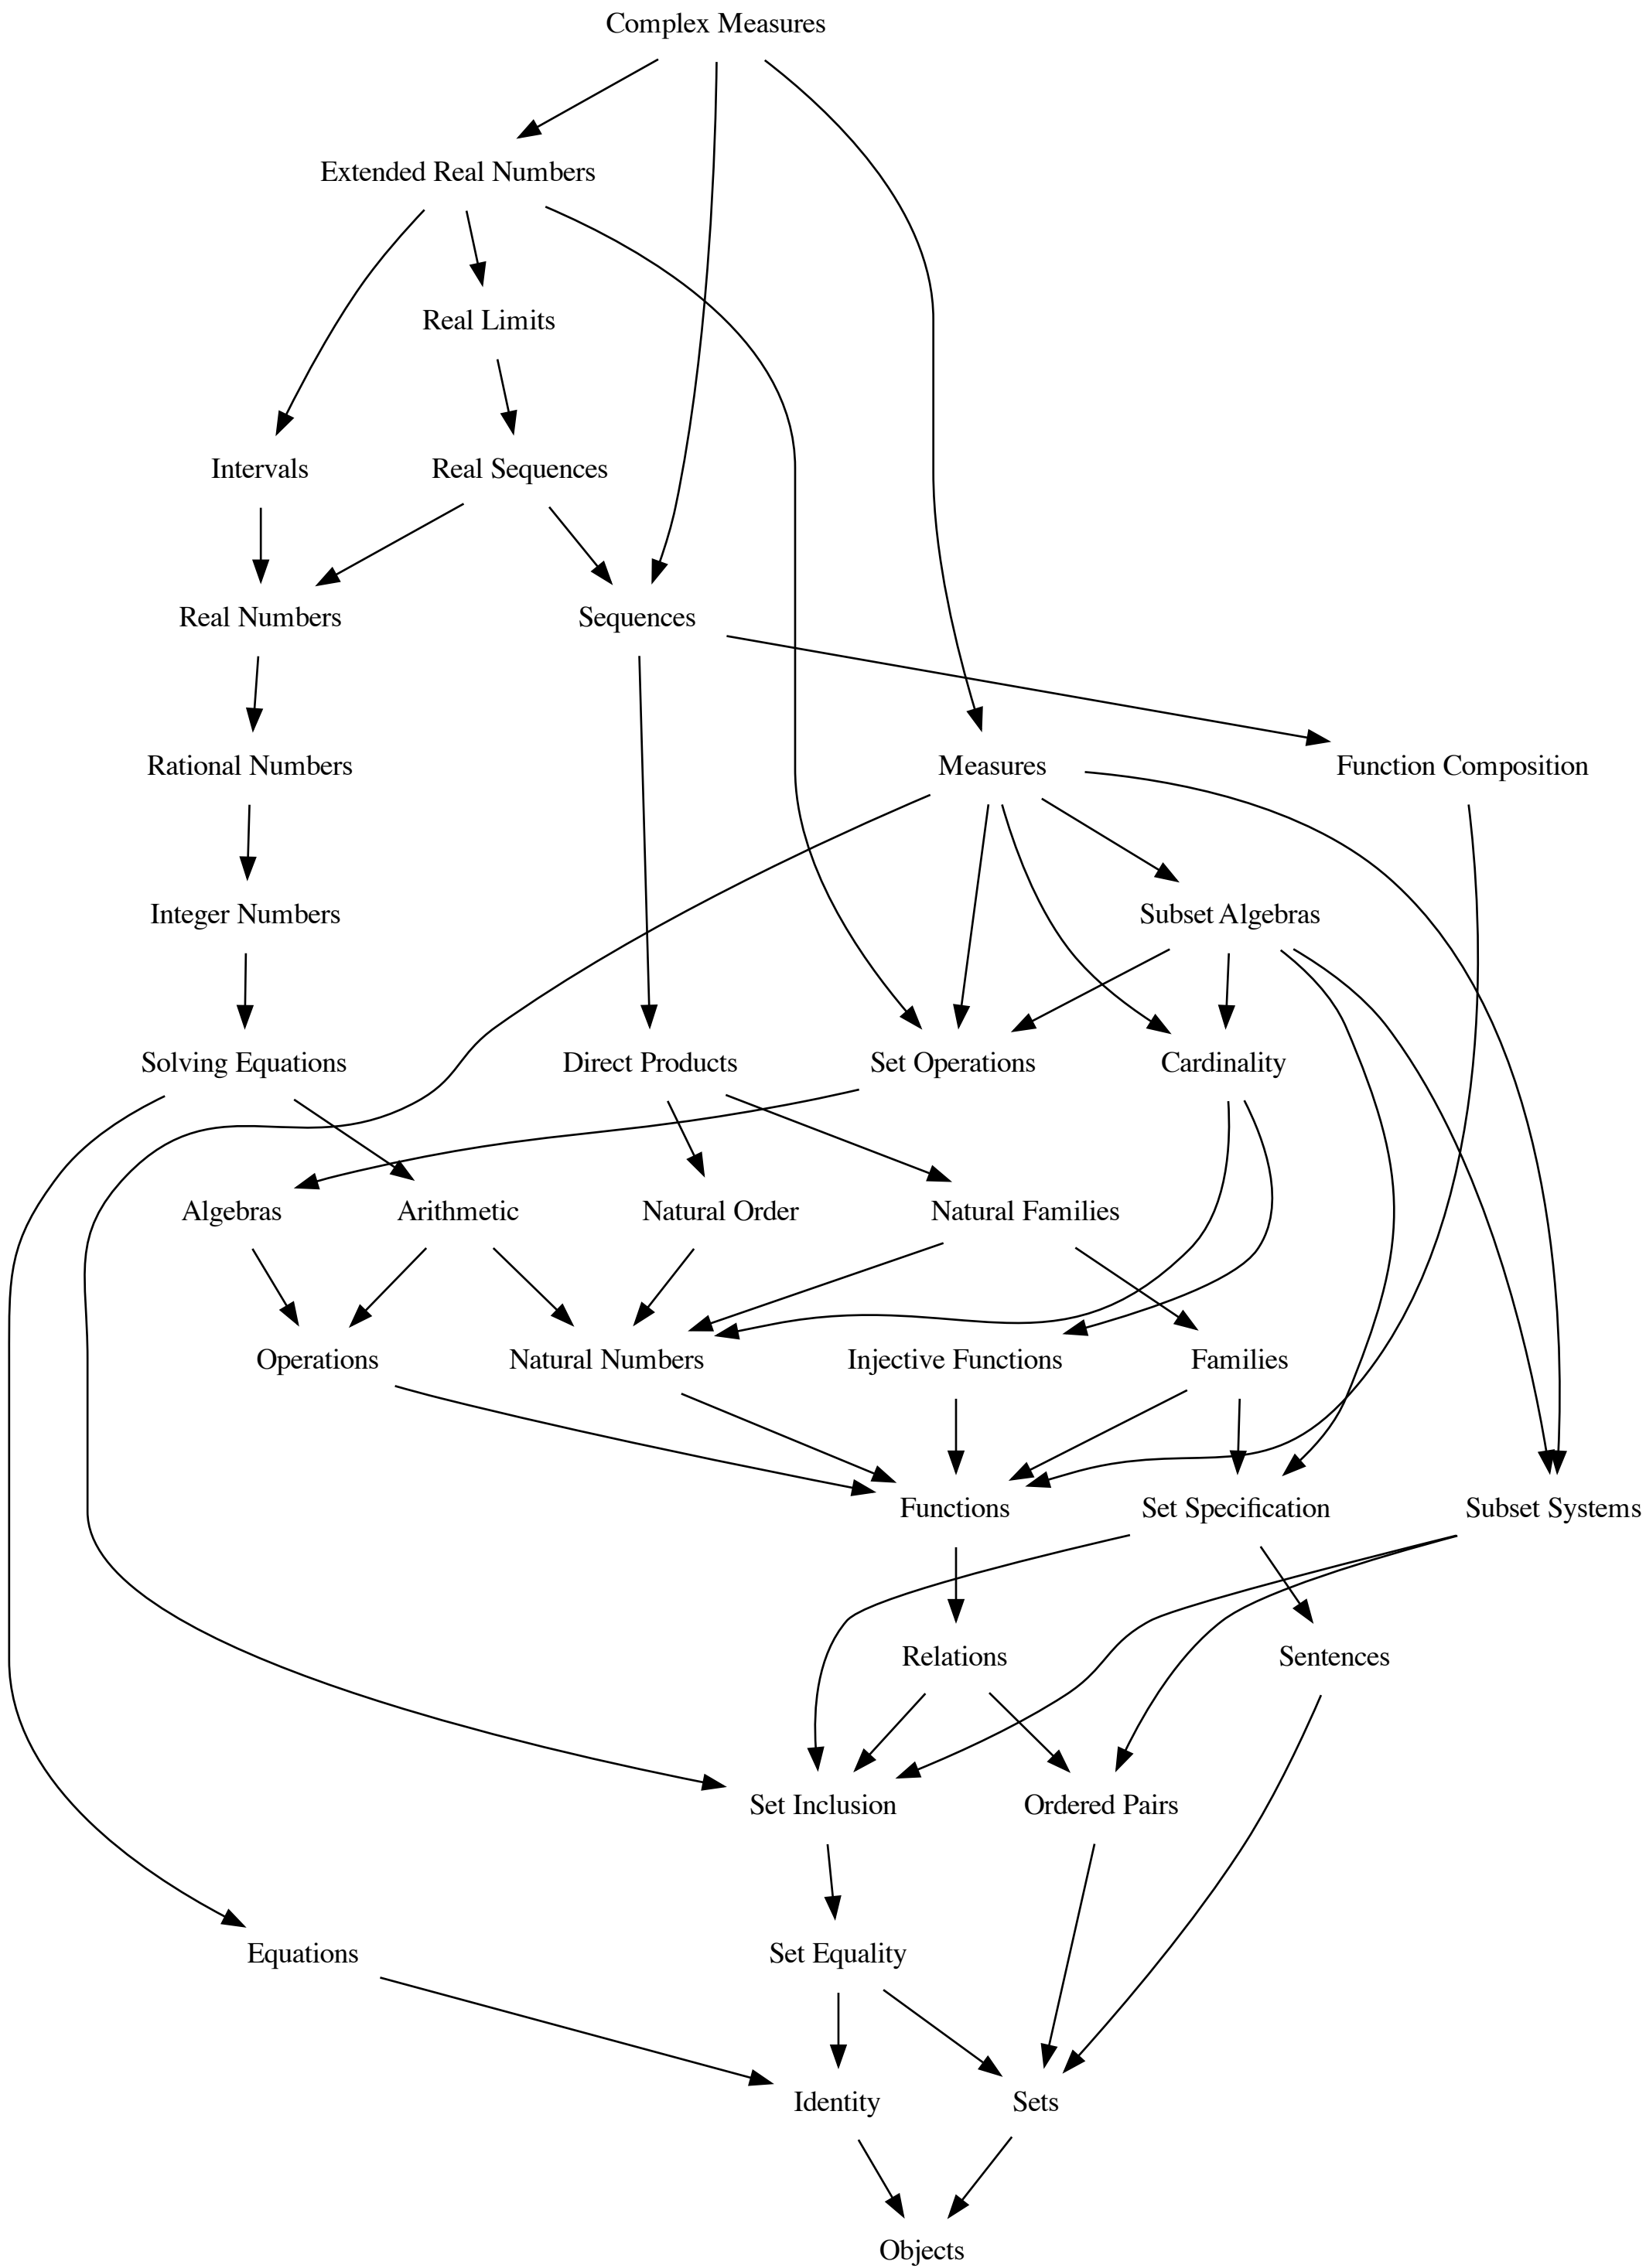 Complex Measures
Extended Real Numbers
Real Limits
Intervals
Real Sequences
Real Numbers
Sequences
Rational Numbers
Measures
Function Composition
Integer Numbers
Subset Algebras
Solving Equations
Direct Products
Set Operations
Cardinality
Algebras
Arithmetic
Natural Order
Natural Families
Operations
Natural Numbers
Injective Functions
Families
Functions
Set Specification
Subset Systems
Relations
Sentences
Set Inclusion
Ordered Pairs
Equations
Set Equality
Identity
Sets
Objects